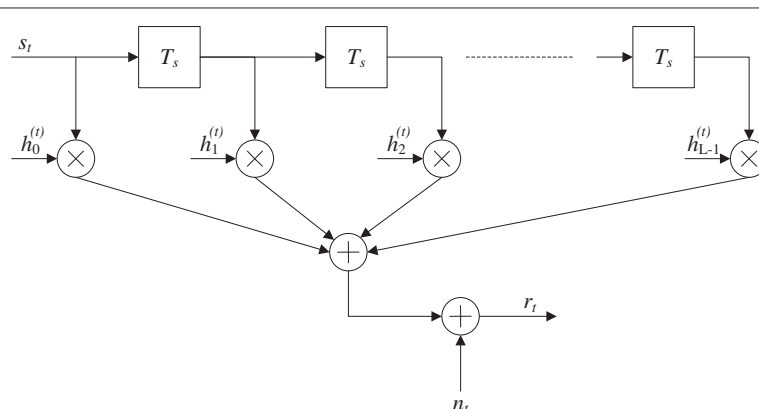 s_t T_s T_s T_s
h_0^(t) h_1^(t) h_2^(t) h_L-1^(t)
r_t
n_t